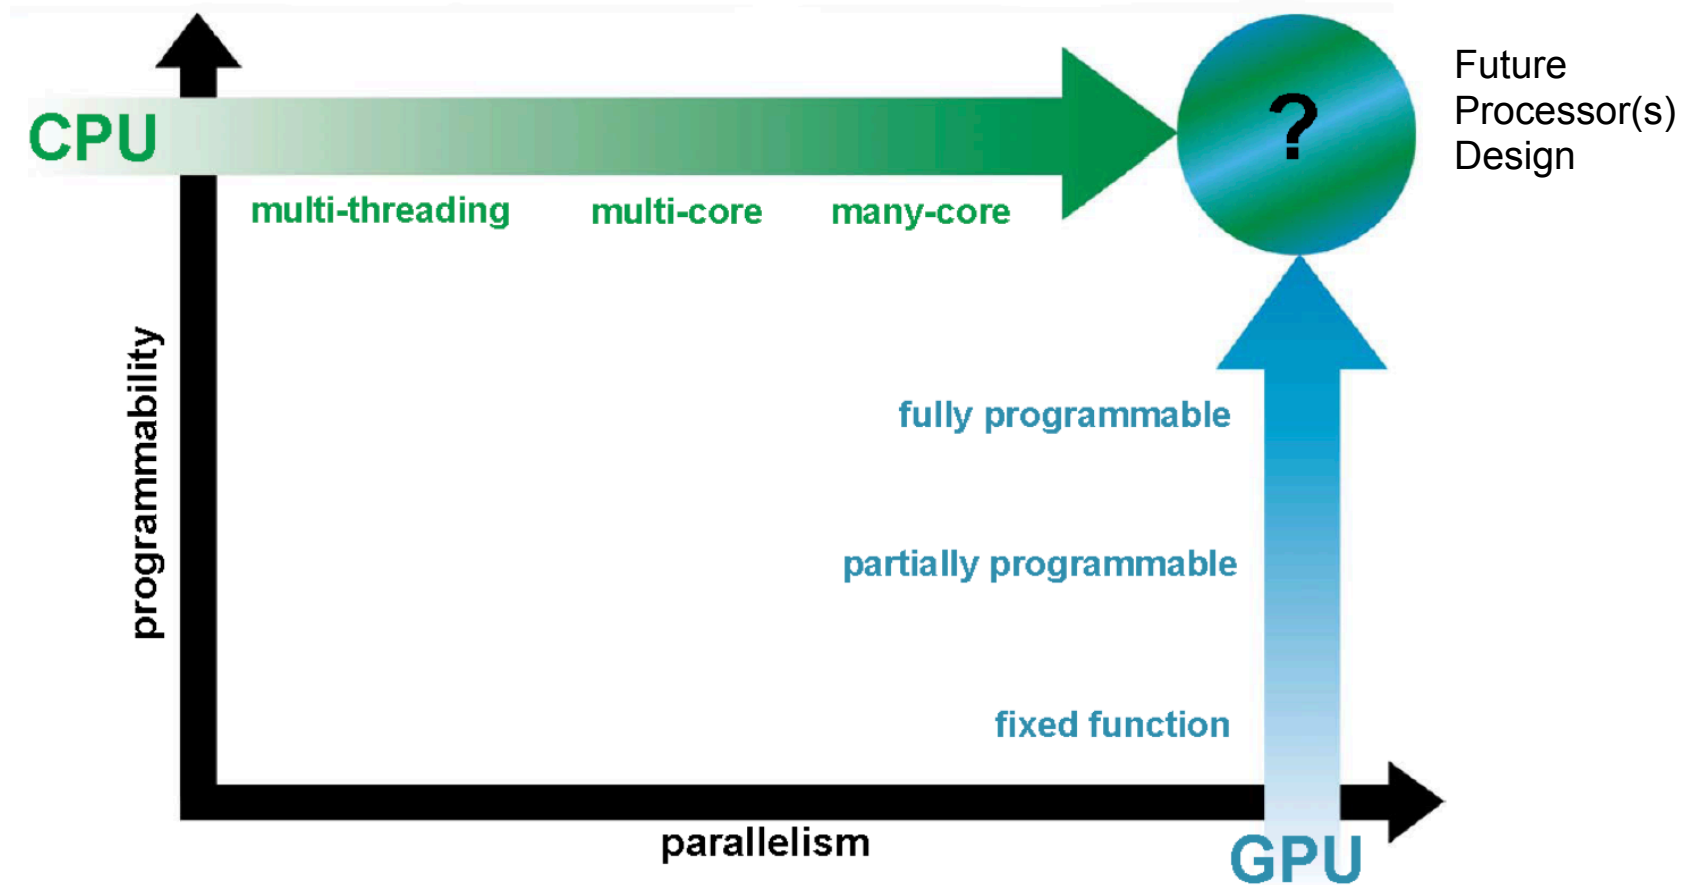 CPU
multi-threading
multi-core
many-core
?
Future
Processor(s)
Design
programmability
fully programmable
partially programmable
fixed function
parallelism
GPU